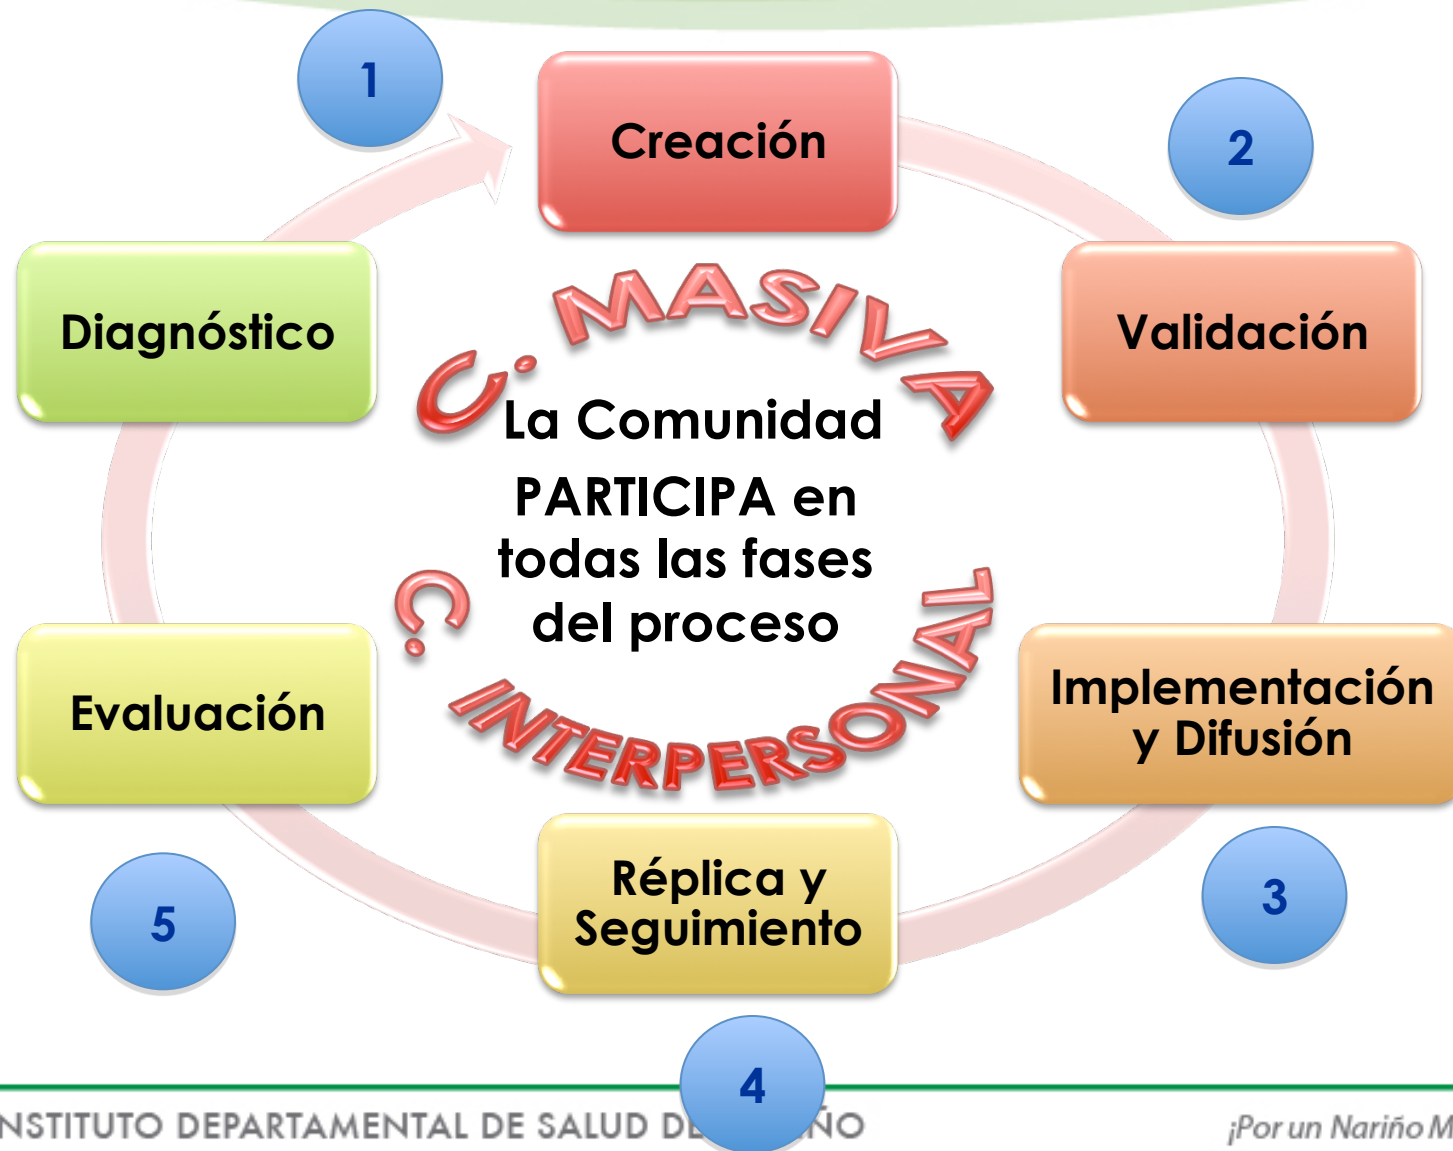 1
Creación
2
Diagnóstico
Validación
C. MASIVA
La Comunidad
PARTICIPA en
todas las fases
del proceso
C. INTERPERSONAL
Evaluación
Implementación
y Difusión
Réplica y
Seguimiento
5
3
4
NSTITUTO DEPARTAMENTAL DE SALUD DE ÑO
¡Por un Nariño M